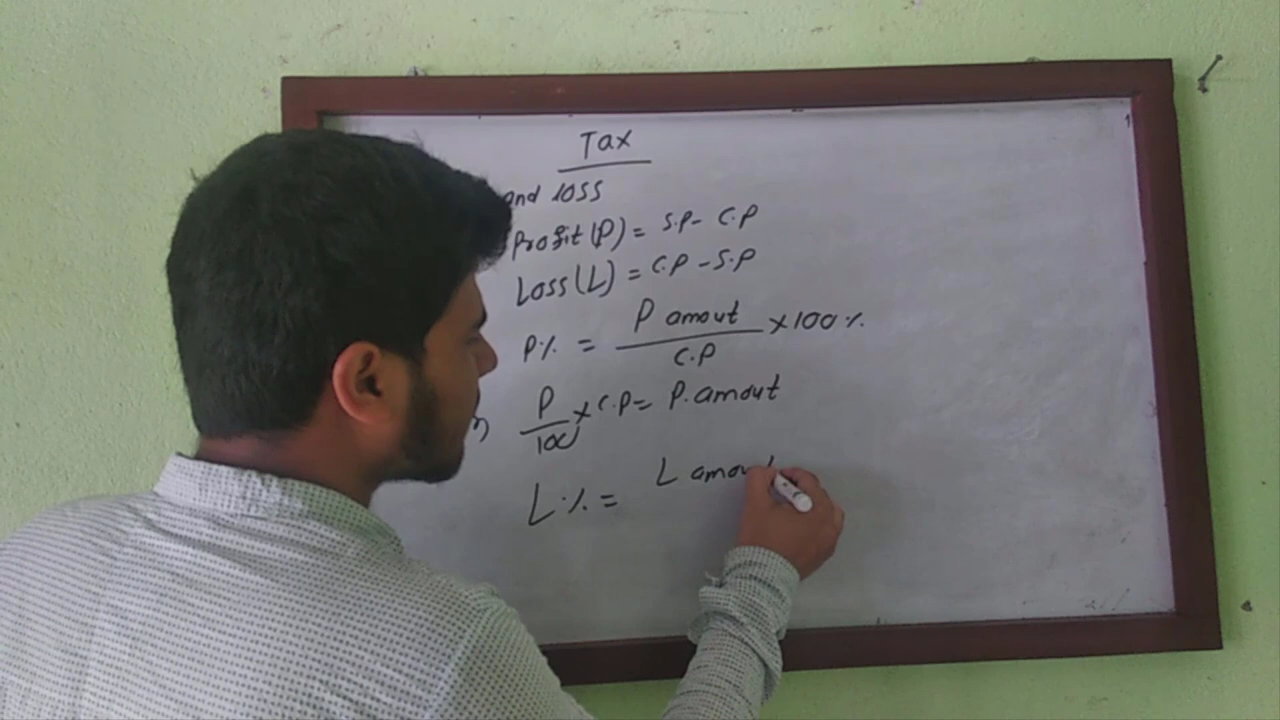 Tax
and loss
Profit (P) = S.P - C.P
Loss (L) = C.P - S.P
P% = P amout / C.P × 100%
P / 100 × C.P = P. amout
L% = L amou